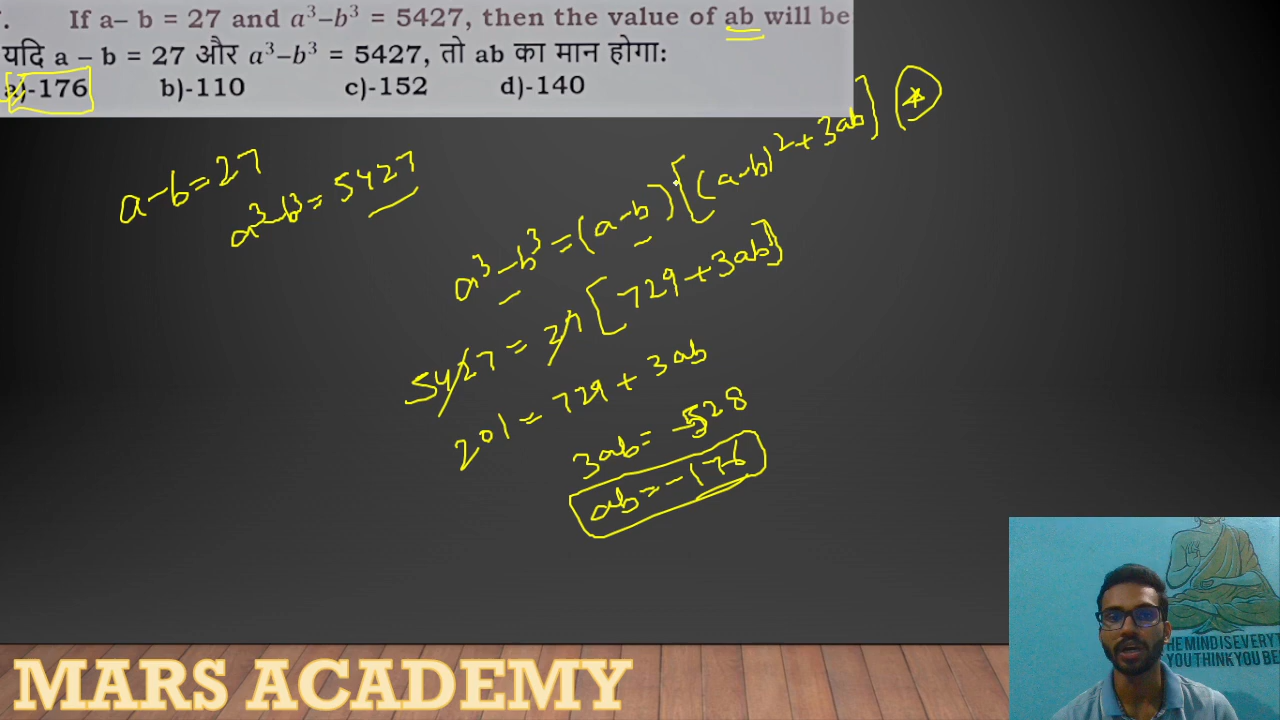 If a– b = 27 and a³–b³ = 5427, then the value of ab will be
यदि a – b = 27 और a³–b³ = 5427, तो ab का मान होगा:
a)-176 b)-110 c)-152 d)-140
a-b=27
a³-b³= 5427
a³-b³=(a-b)[(a-b)²+3ab]
5427 = 27[729+3ab]
201 = 729 + 3ab
3ab= -528
ab=-176
THE MIND IS EVERYT
YOU THINK YOU BE
MARS ACADEMY